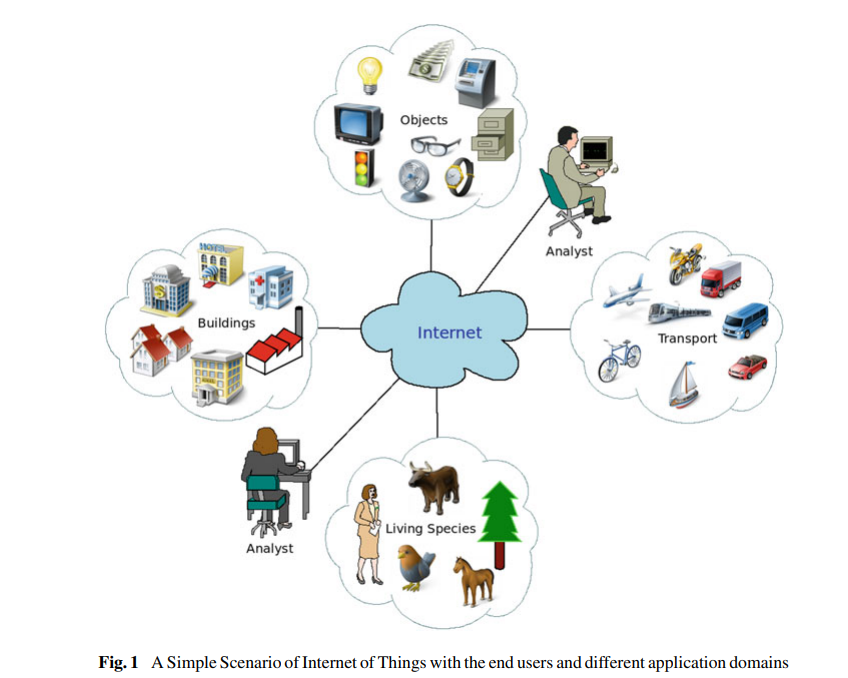 Objects
Analyst
Buildings
Internet
Transport
Living Species
Analyst
Fig. 1 A Simple Scenario of Internet of Things with the end users and different application domains